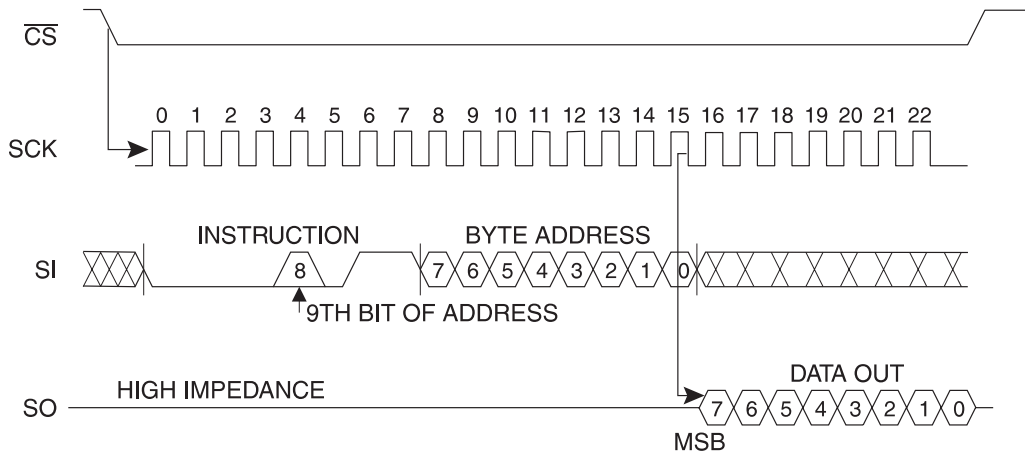 CS
0 1 2 3 4 5 6 7 8 9 10 11 12 13 14 15 16 17 18 19 20 21 22
SCK
INSTRUCTION BYTE ADDRESS
SI 8 7 6 5 4 3 2 1 0
9TH BIT OF ADDRESS
HIGH IMPEDANCE DATA OUT
SO 7 6 5 4 3 2 1 0
MSB